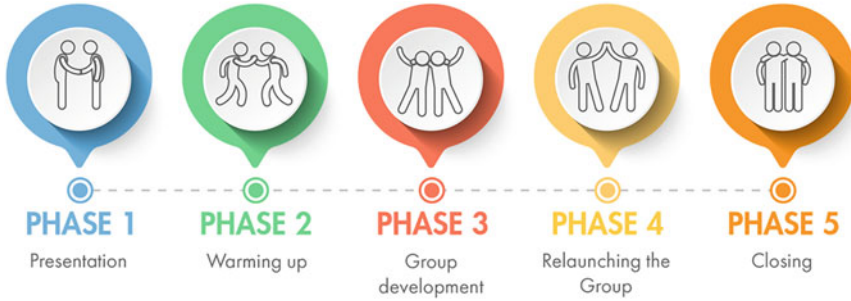 PHASE 1
Presentation
PHASE 2
Warming up
PHASE 3
Group
development
PHASE 4
Relaunching the
Group
PHASE 5
Closing